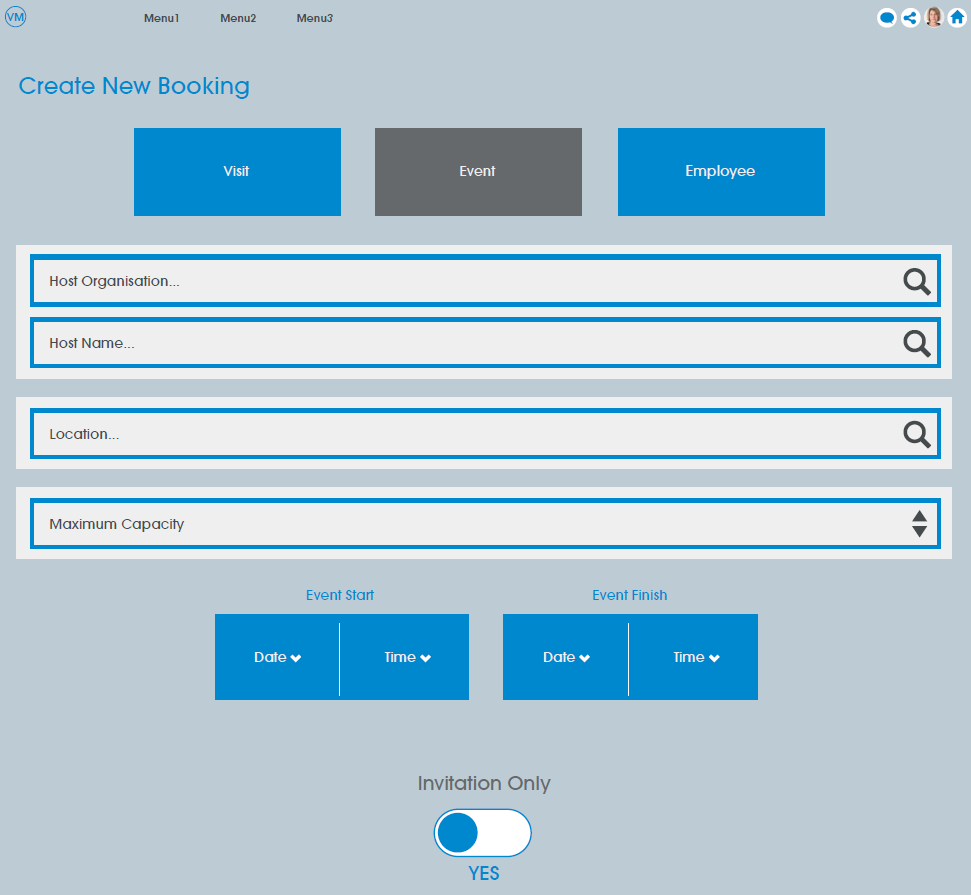 VM Menu1 Menu2 Menu3
Create New Booking
Visit Event Employee
Host Organisation...
Host Name...
Location...
Maximum Capacity
Event Start Event Finish
Date Time Date Time
Invitation Only
YES